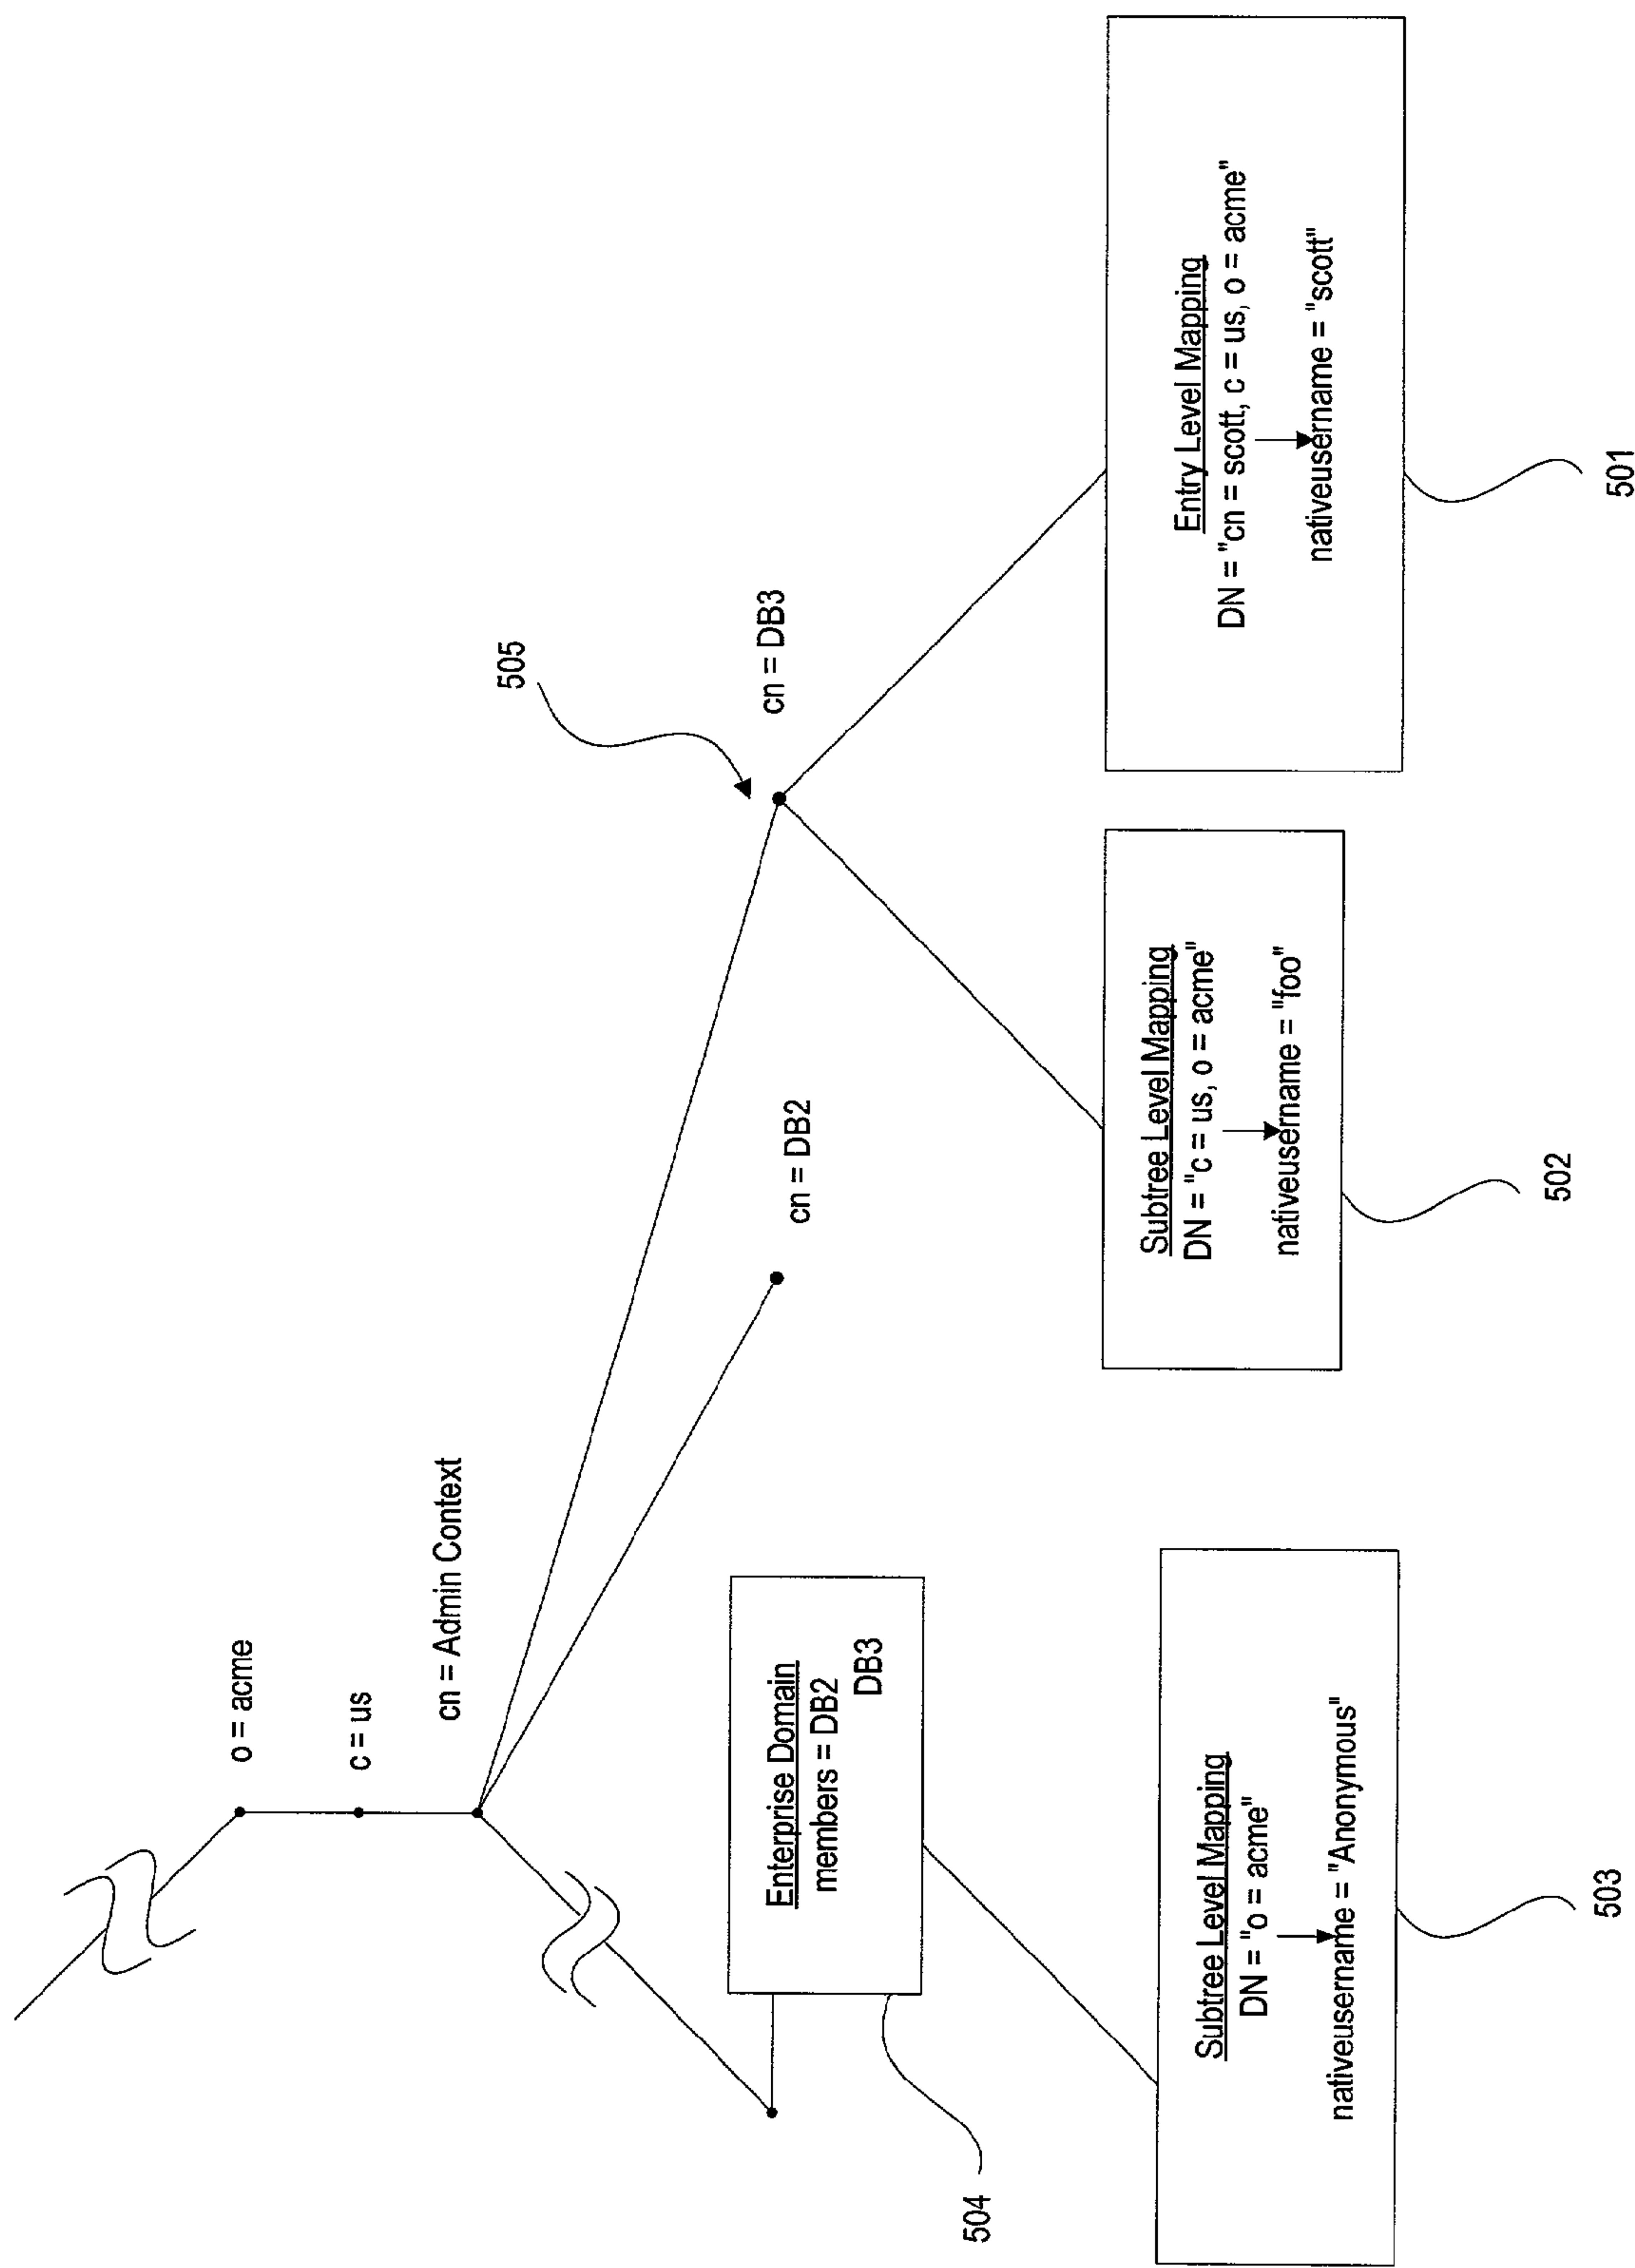 o = acme
c = us
cn = Admin Context
505
cn = DB3
cn = DB2
Enterprise Domain
members = DB2
DB3
504
Subtree Level Mapping
DN = "o = acme"
nativeusername = "Anonymous"
503
Subtree Level Mapping
DN = "c = us, o = acme"
nativeusername = "foo"
502
Entry Level Mapping
DN = "cn = scott, c = us, o = acme"
nativeusername = "scott"
501